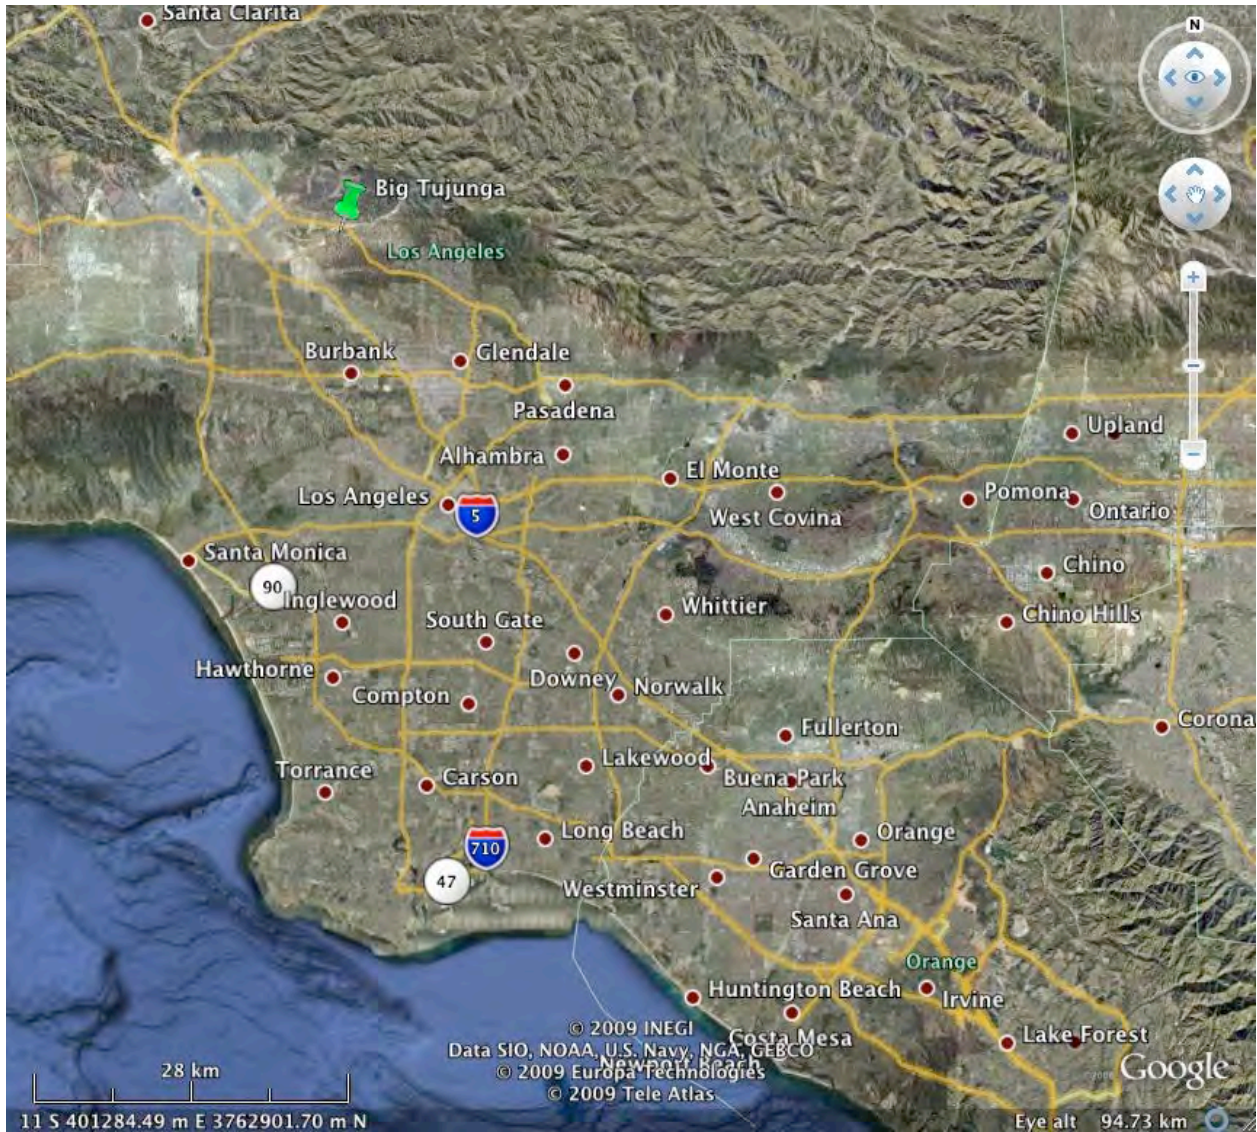 Santa Clarita
N
Big Tujunga
Los Angeles
Burbank
Glendale
Pasadena
Upland
Alhambra
El Monte
Los Angeles
5
West Covina
Pomona
Ontario
Santa Monica
90
Inglewood
Chino
South Gate
Whittier
Chino Hills
Hawthorne
Compton
Downey
Norwalk
Fullerton
Corona
Torrance
Carson
Lakewood
Buena Park
Anaheim
Long Beach
Orange
710
47
Garden Grove
Westminster
Santa Ana
Orange
Huntington Beach
Irvine
Costa Mesa
Lake Forest
© 2009 INEGI
Data SIO, NOAA, U.S. Navy, NGA, GEBCO
Newport Beach
© 2009 Europa Technologies
© 2009 Tele Atlas
Google
28 km
11 S 401284.49 m E 3762901.70 m N
Eye alt 94.73 km